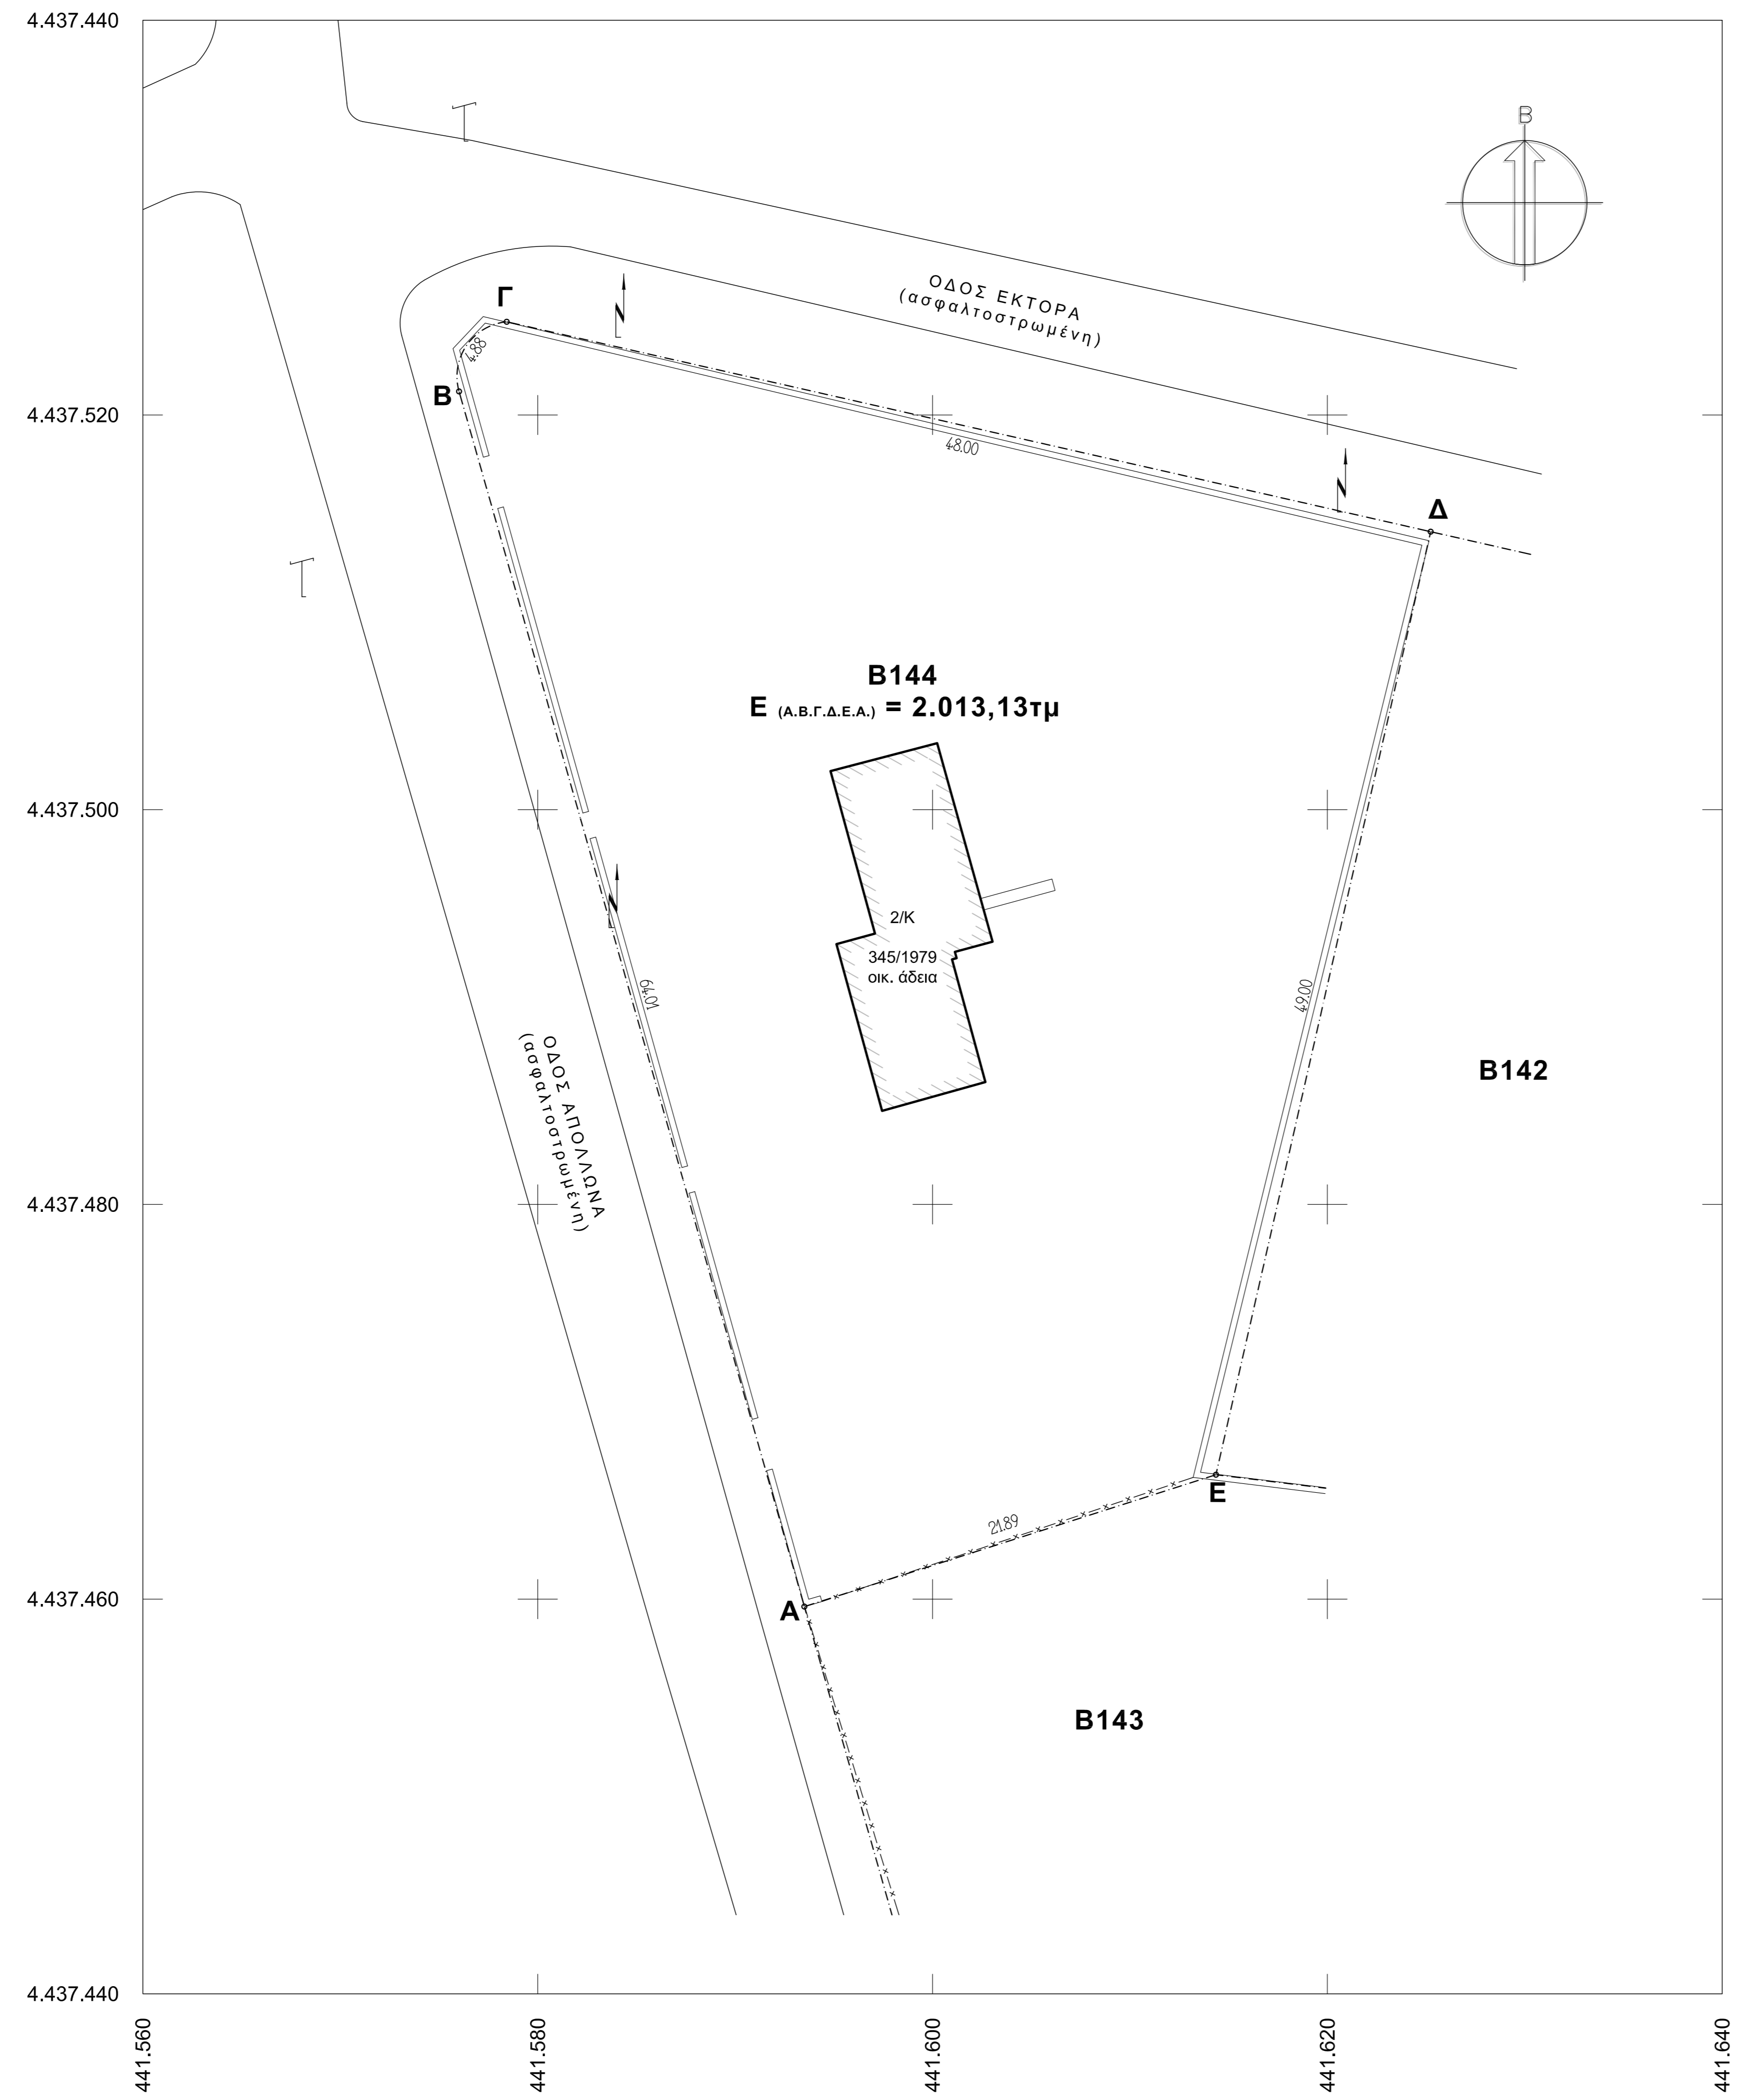 4.437.440
Β
ΟΔΟΣ ΕΚΤΟΡΑ
(ασφαλτοστρωμένη)
Γ
4.88
Β
4.437.520
48.00
Δ
Β144
Ε (Α.Β.Γ.Δ.Ε.Α.) = 2.013,13τμ
4.437.500
2/Κ
345/1979
οικ. άδεια
64.01
49.00
ΟΔΟΣ ΑΠΟΛΛΩΝΑ
(ασφαλτοστρωμένη)
Β142
4.437.480
Ε
21.89
4.437.460
Α
Β143
4.437.440
441.560
441.580
441.600
441.620
441.640